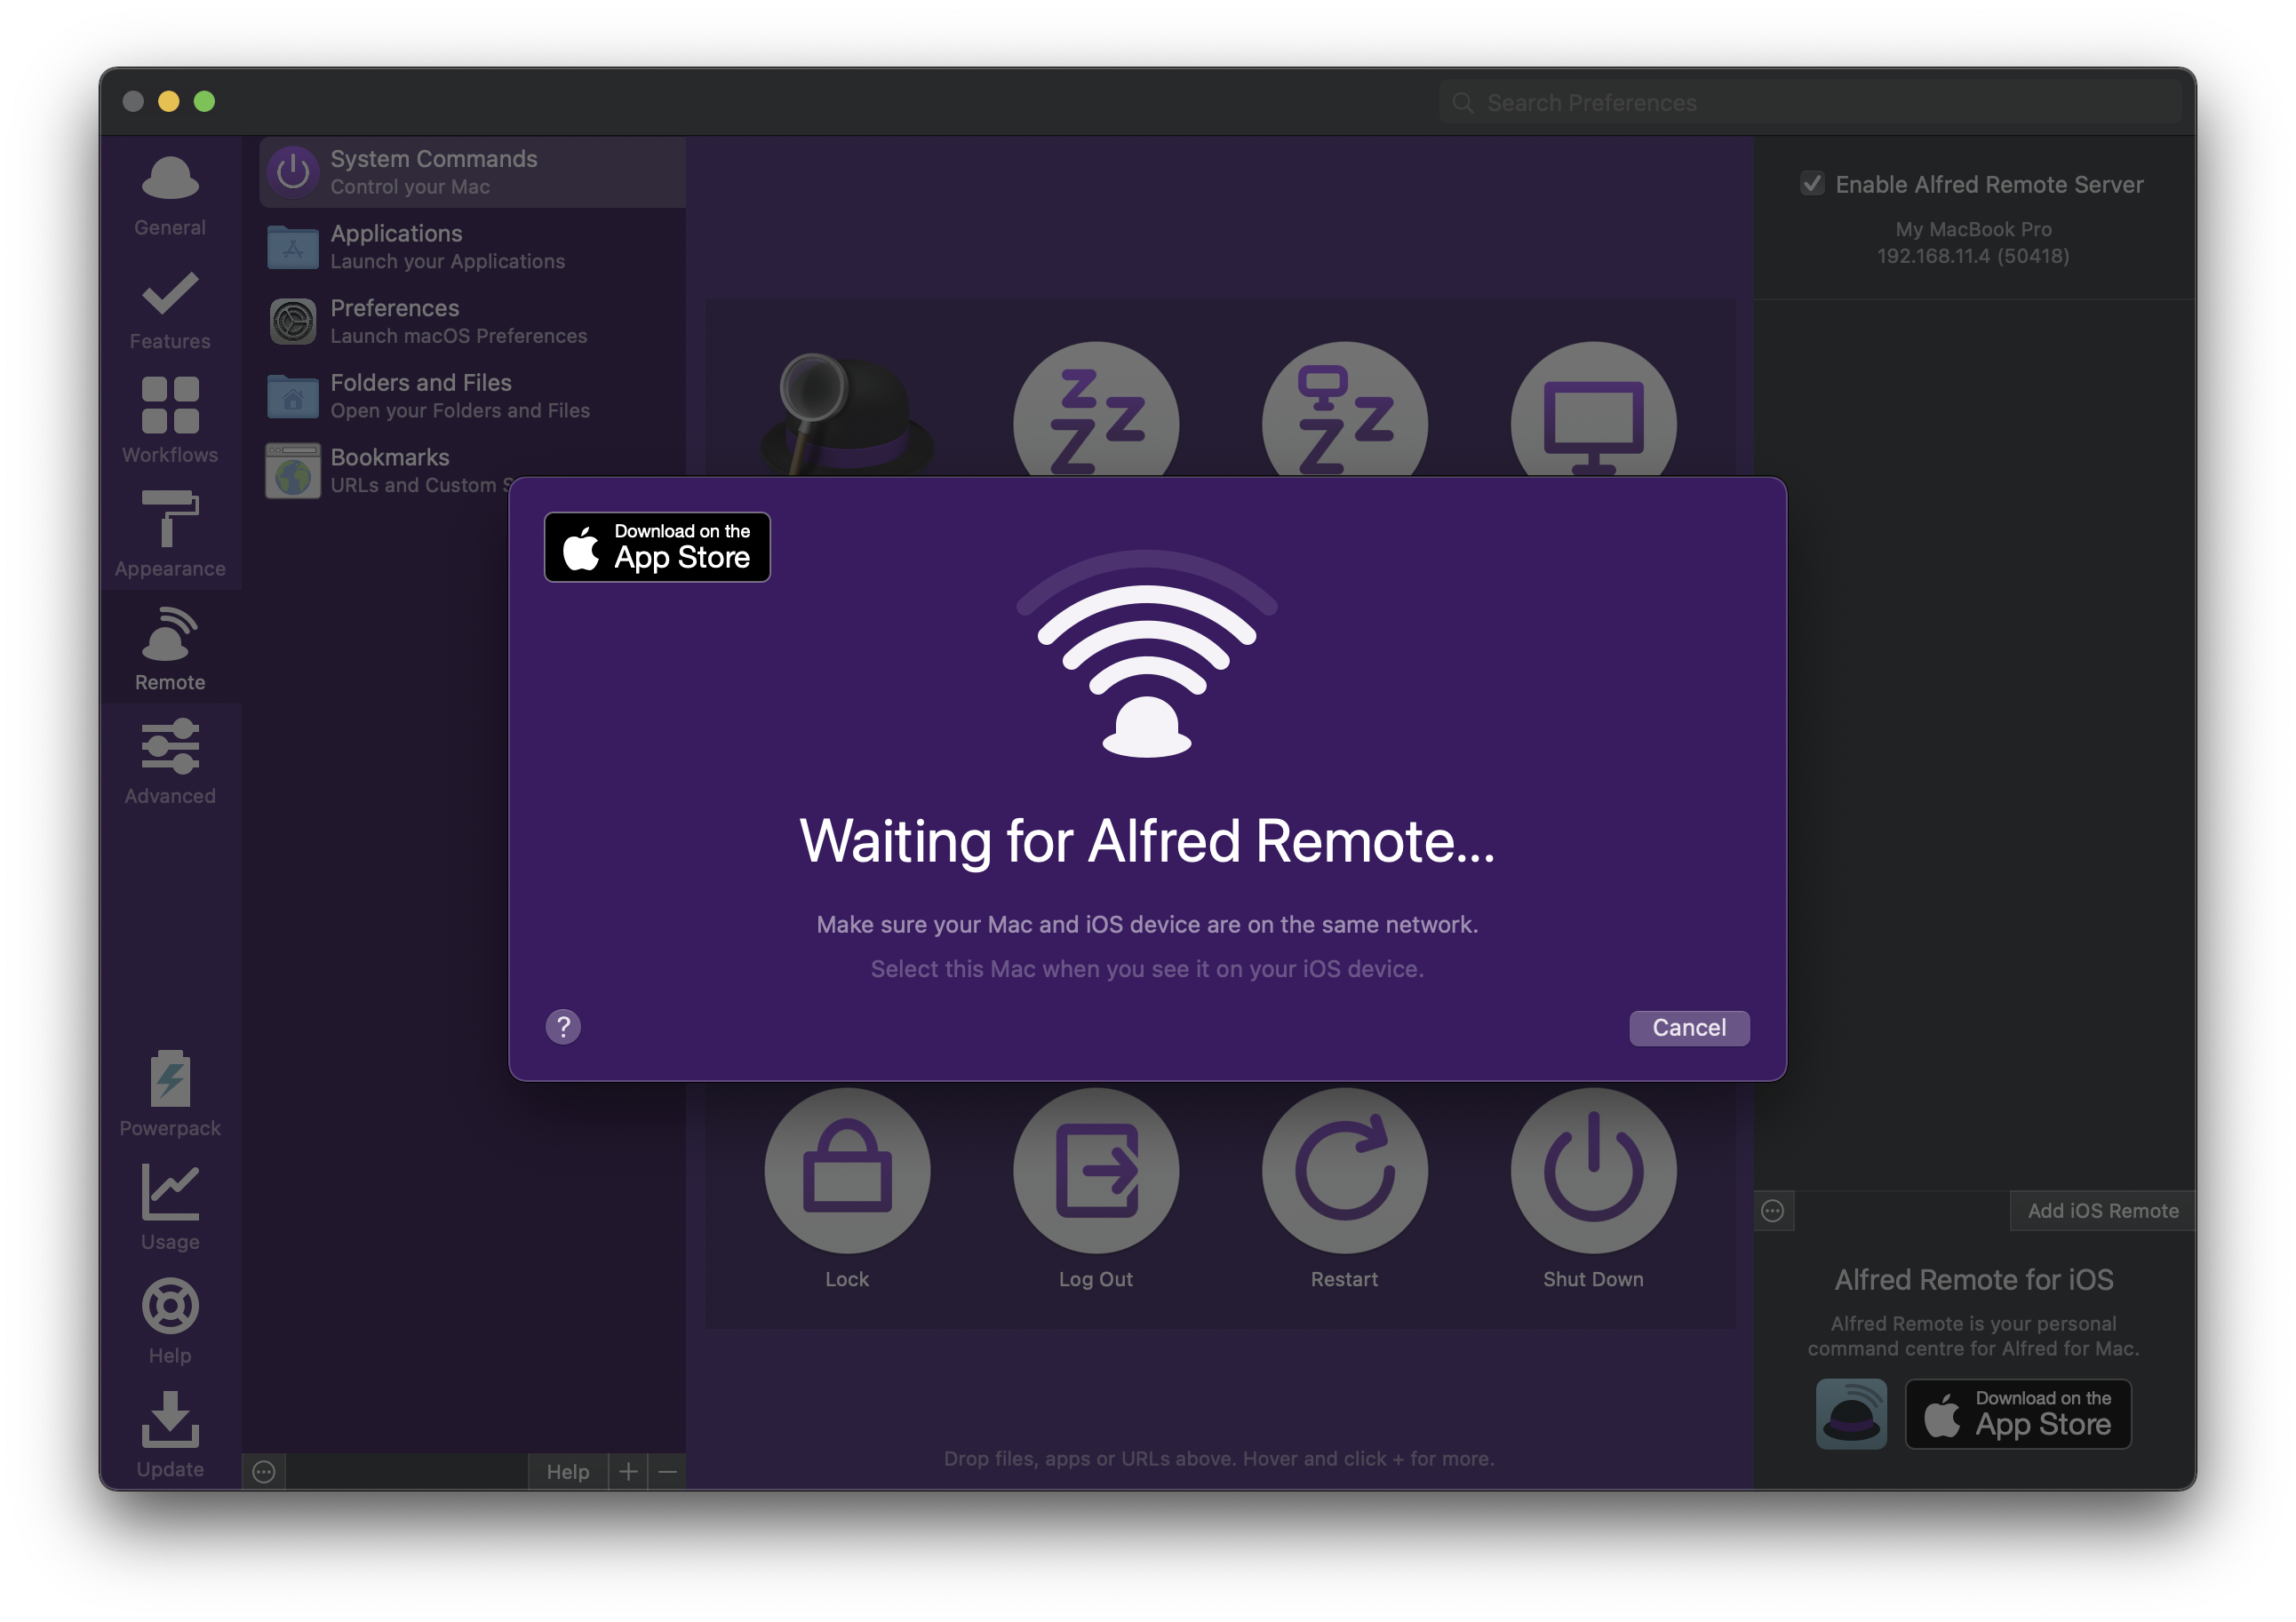 Search Preferences
General
Features
Workflows
Appearance
Remote
Advanced
Powerpack
Usage
Help
Update
System Commands
Control your Mac
Applications
Launch your Applications
Preferences
Launch macOS Preferences
Folders and Files
Open your Folders and Files
Bookmarks
URLs and Custom S
Help
Download on the
App Store
Waiting for Alfred Remote...
Make sure your Mac and iOS device are on the same network.
Select this Mac when you see it on your iOS device.
?
Cancel
Lock
Log Out
Restart
Shut Down
Drop files, apps or URLs above. Hover and click + for more.
Enable Alfred Remote Server
My MacBook Pro
192.168.11.4 (50418)
Add iOS Remote
Alfred Remote for iOS
Alfred Remote is your personal
command centre for Alfred for Mac.
Download on the
App Store